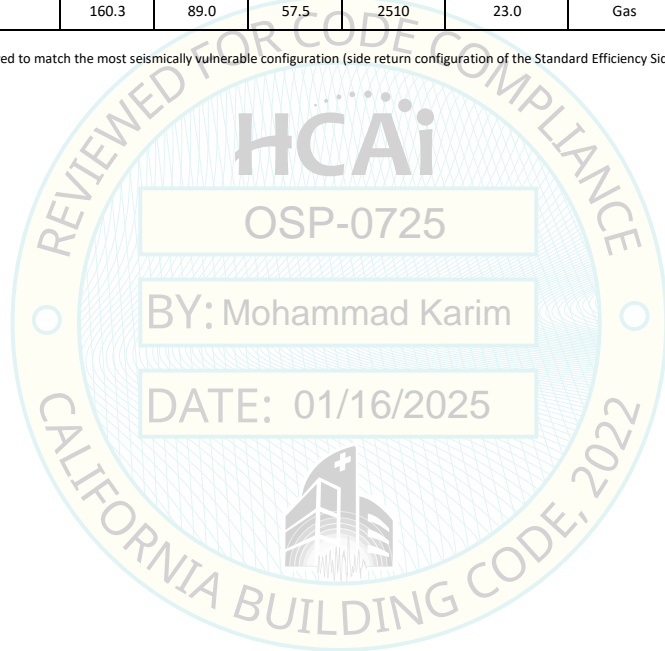 160.3 89.0 57.5 2510 23.0 Gas
ed to match the most seismically vulnerable configuration (side return configuration of the Standard Efficiency Sid
REVIEWED FOR CODE COMPLIANCE
HCAi
OSP-0725
BY: Mohammad Karim
DATE: 01/16/2025
CALIFORNIA BUILDING CODE, 2022